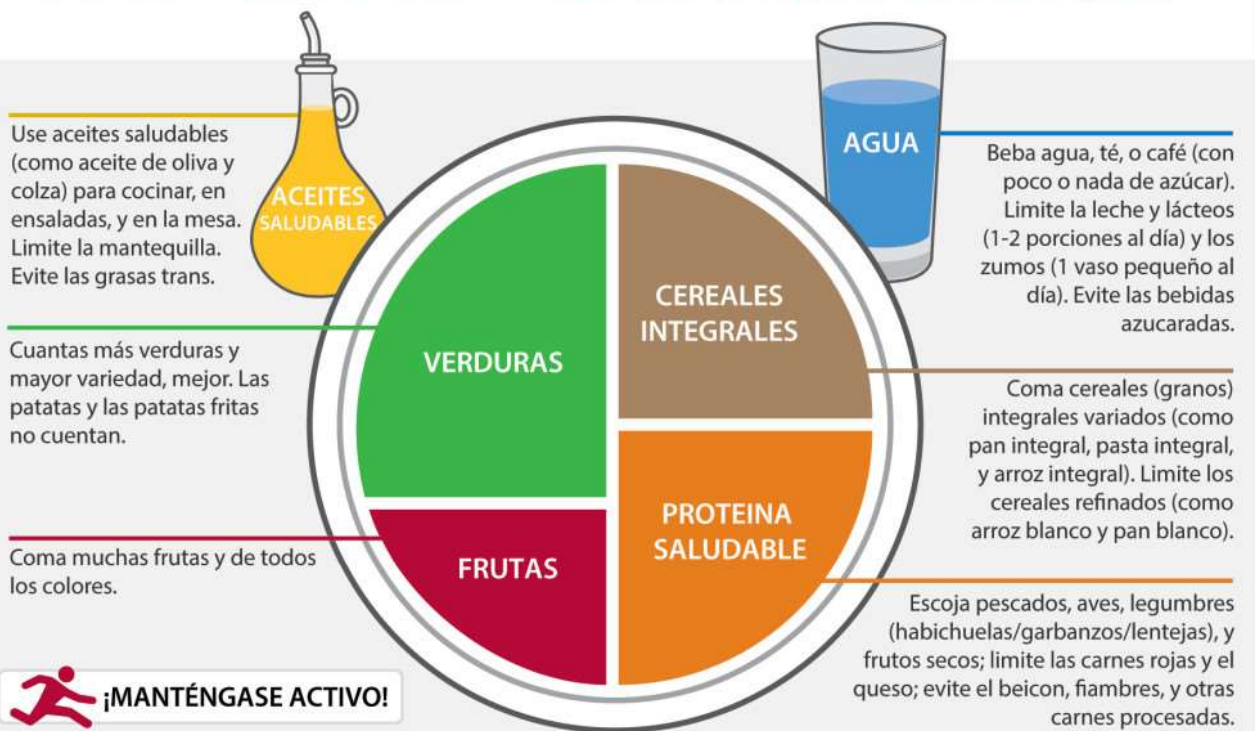 Use aceites saludables
(como aceite de oliva y
colza) para cocinar, en
ensaladas, y en la mesa.
Limite la mantequilla.
Evite las grasas trans.
ACEITES
SALUDABLES
AGUA
Beba agua, té, o café (con
poco o nada de azúcar).
Limite la leche y lácteos
(1-2 porciones al día) y los
zumos (1 vaso pequeño al
día). Evite las bebidas
azucaradas.
Cuantas más verduras y
mayor variedad, mejor. Las
patatas y las patatas fritas
no cuentan.
VERDURAS
CEREALES
INTEGRALES
Coma cereales (granos)
integrales variados (como
pan integral, pasta integral,
y arroz integral). Limite los
cereales refinados (como
arroz blanco y pan blanco).
Coma muchas frutas y de todos
los colores.
FRUTAS
PROTEINA
SALUDABLE
Escoja pescados, aves, legumbres
(habichuelas/garbanzos/lentejas), y
frutos secos; limite las carnes rojas y el
queso; evite el beicon, fiambres, y otras
carnes procesadas.
¡MANTÉNGASE ACTIVO!